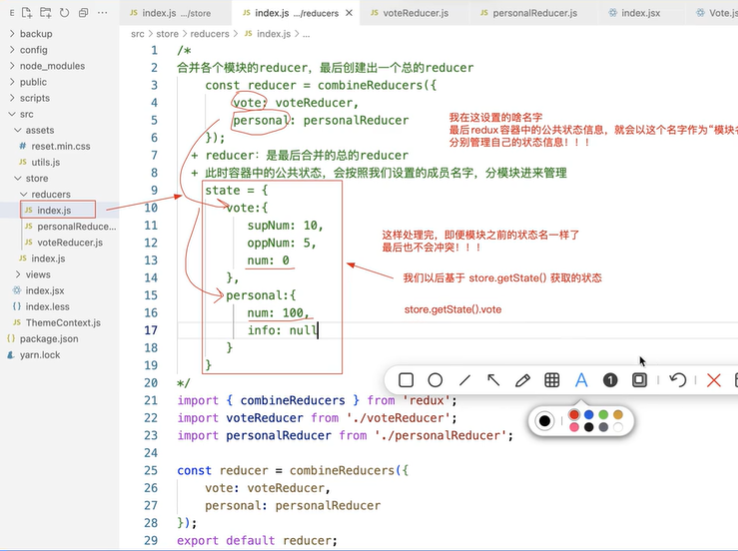 E
JS index.js .../store
JS index.js .../reducers
JS voteReducer.js
JS personalReducer.js
index.jsx
Vote.js
backup
config
node_modules
public
scripts
src
assets
# reset.min.css
JS utils.js
store
reducers
JS index.js
JS personalReduce...
JS voteReducer.js
JS index.js
views
index.jsx
{} index.less
JS ThemeContext.js
{} package.json
yarn.lock
src > store > reducers > JS index.js > ...
1 /*
2 合并各个模块的reducer，最后创建出一个总的reducer
3 const reducer = combineReducers({
4 vote: voteReducer,
5 personal: personalReducer
6 });
7 + reducer：是最后合并的总的reducer
8 + 此时容器中的公共状态，会按照我们设置的成员名字，分模块进来管理
9 state = {
10 vote:{
11 supNum: 10,
12 oppNum: 5,
13 num: 0
14 },
15 personal:{
16 num: 100,
17 info: null
18 }
19 }
20 */
21 import { combineReducers } from 'redux';
22 import voteReducer from './voteReducer';
23 import personalReducer from './personalReducer';
24
25 const reducer = combineReducers({
26 vote: voteReducer,
27 personal: personalReducer
28 });
29 export default reducer;
我在这设置的啥名字
最后redux容器中的公共状态信息，就会以这个名字作为“模块名
分别管理自己的状态信息！！！
这样处理完，即便模块之前的状态名一样了
最后也不会冲突！！！
我们以后基于 store.getState() 获取的状态
store.getState().vote
A
1